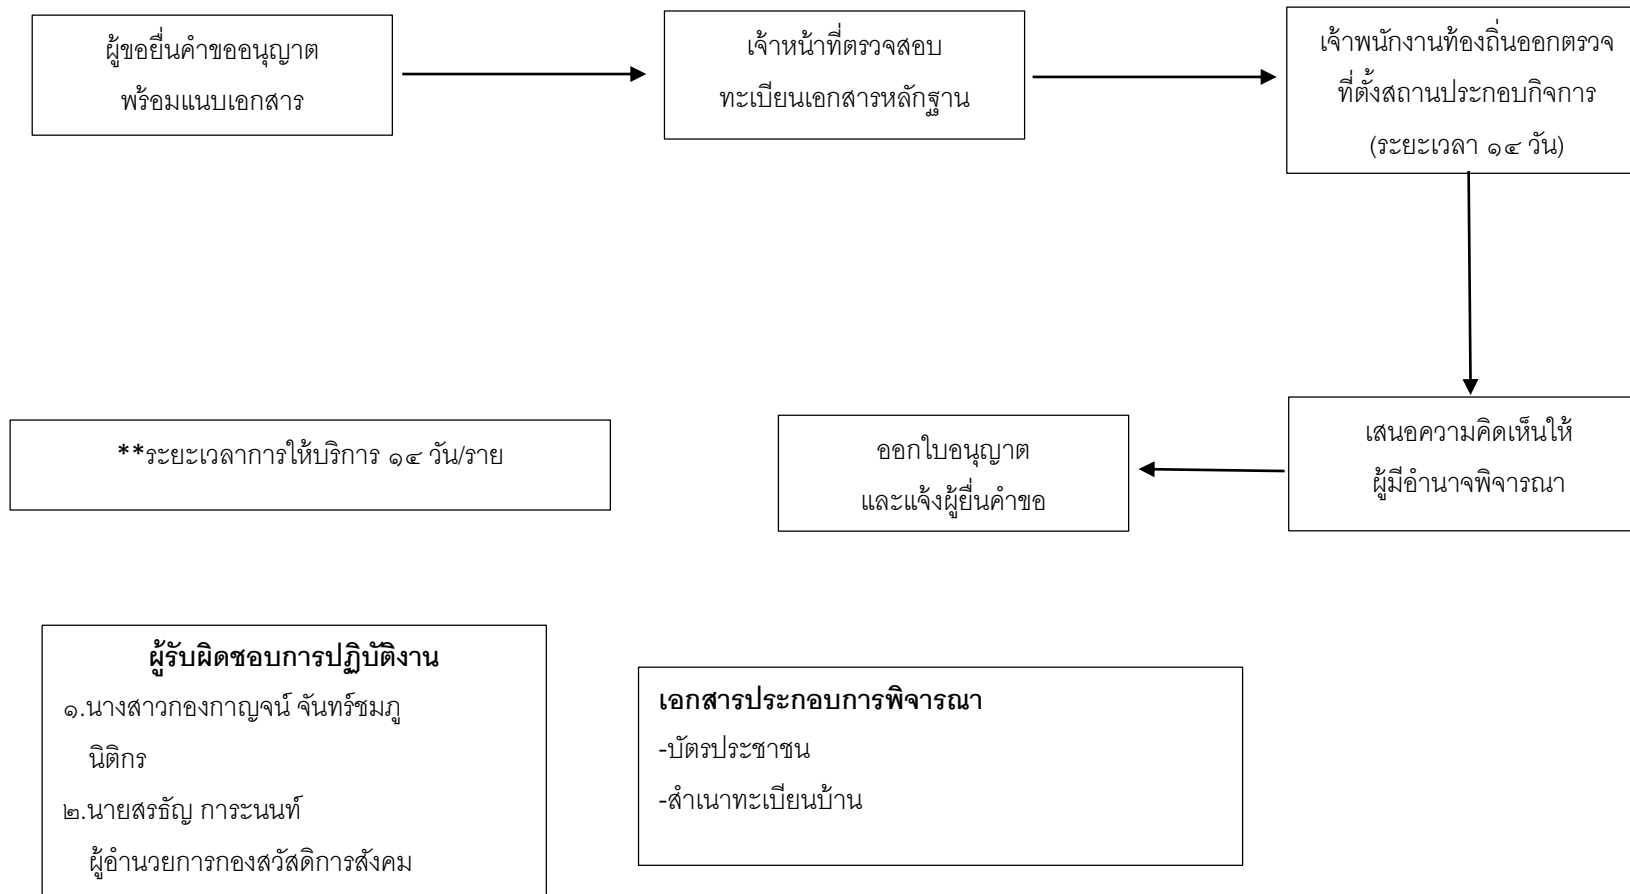 ผู้ขอยื่นคำขออนุญาต
พร้อมแนบเอกสาร
เจ้าหน้าที่ตรวจสอบ
ทะเบียนเอกสารหลักฐาน
เจ้าพนักงานท้องถิ่นออกตรวจ
ที่ตั้งสถานประกอบกิจการ
(ระยะเวลา ๑๔ วัน)
เสนอความคิดเห็นให้
ผู้มีอำนาจพิจารณา
ออกใบอนุญาต
และแจ้งผู้ยื่นคำขอ
**ระยะเวลาการให้บริการ ๑๔ วัน/ราย
ผู้รับผิดชอบการปฏิบัติงาน
๑.นางสาวกองกาญจน์ จันทร์ชมภู
นิติกร
๒.นายสรธัญ การะนนท์
ผู้อำนวยการกองสวัสดิการสังคม
เอกสารประกอบการพิจารณา
-บัตรประชาชน
-สำเนาทะเบียนบ้าน